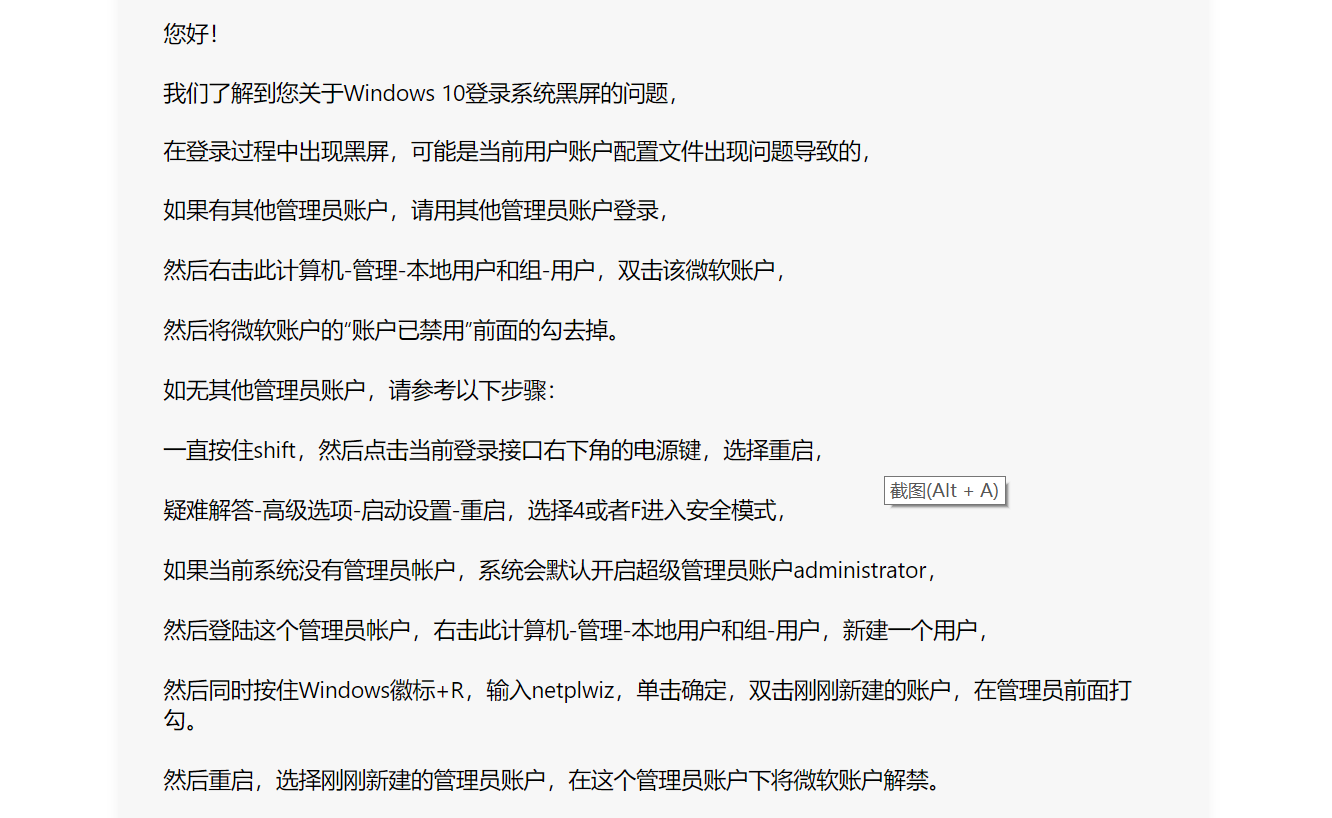 您好！
我们了解到您关于Windows 10登录系统黑屏的问题，
在登录过程中出现黑屏，可能是当前用户账户配置文件出现问题导致的，
如果有其他管理员账户，请用其他管理员账户登录，
然后右击此计算机-管理-本地用户和组-用户，双击该微软账户，
然后将微软账户的“账户已禁用”前面的勾去掉。
如无其他管理员账户，请参考以下步骤：
一直按住shift，然后点击当前登录接口右下角的电源键，选择重启，
截图(Alt + A)
疑难解答-高级选项-启动设置-重启，选择4或者F进入安全模式，
如果当前系统没有管理员帐户，系统会默认开启超级管理员账户administrator，
然后登陆这个管理员帐户，右击此计算机-管理-本地用户和组-用户，新建一个用户，
然后同时按住Windows徽标+R，输入netplwiz，单击确定，双击刚刚新建的账户，在管理员前面打
勾。
然后重启，选择刚刚新建的管理员账户，在这个管理员账户下将微软账户解禁。